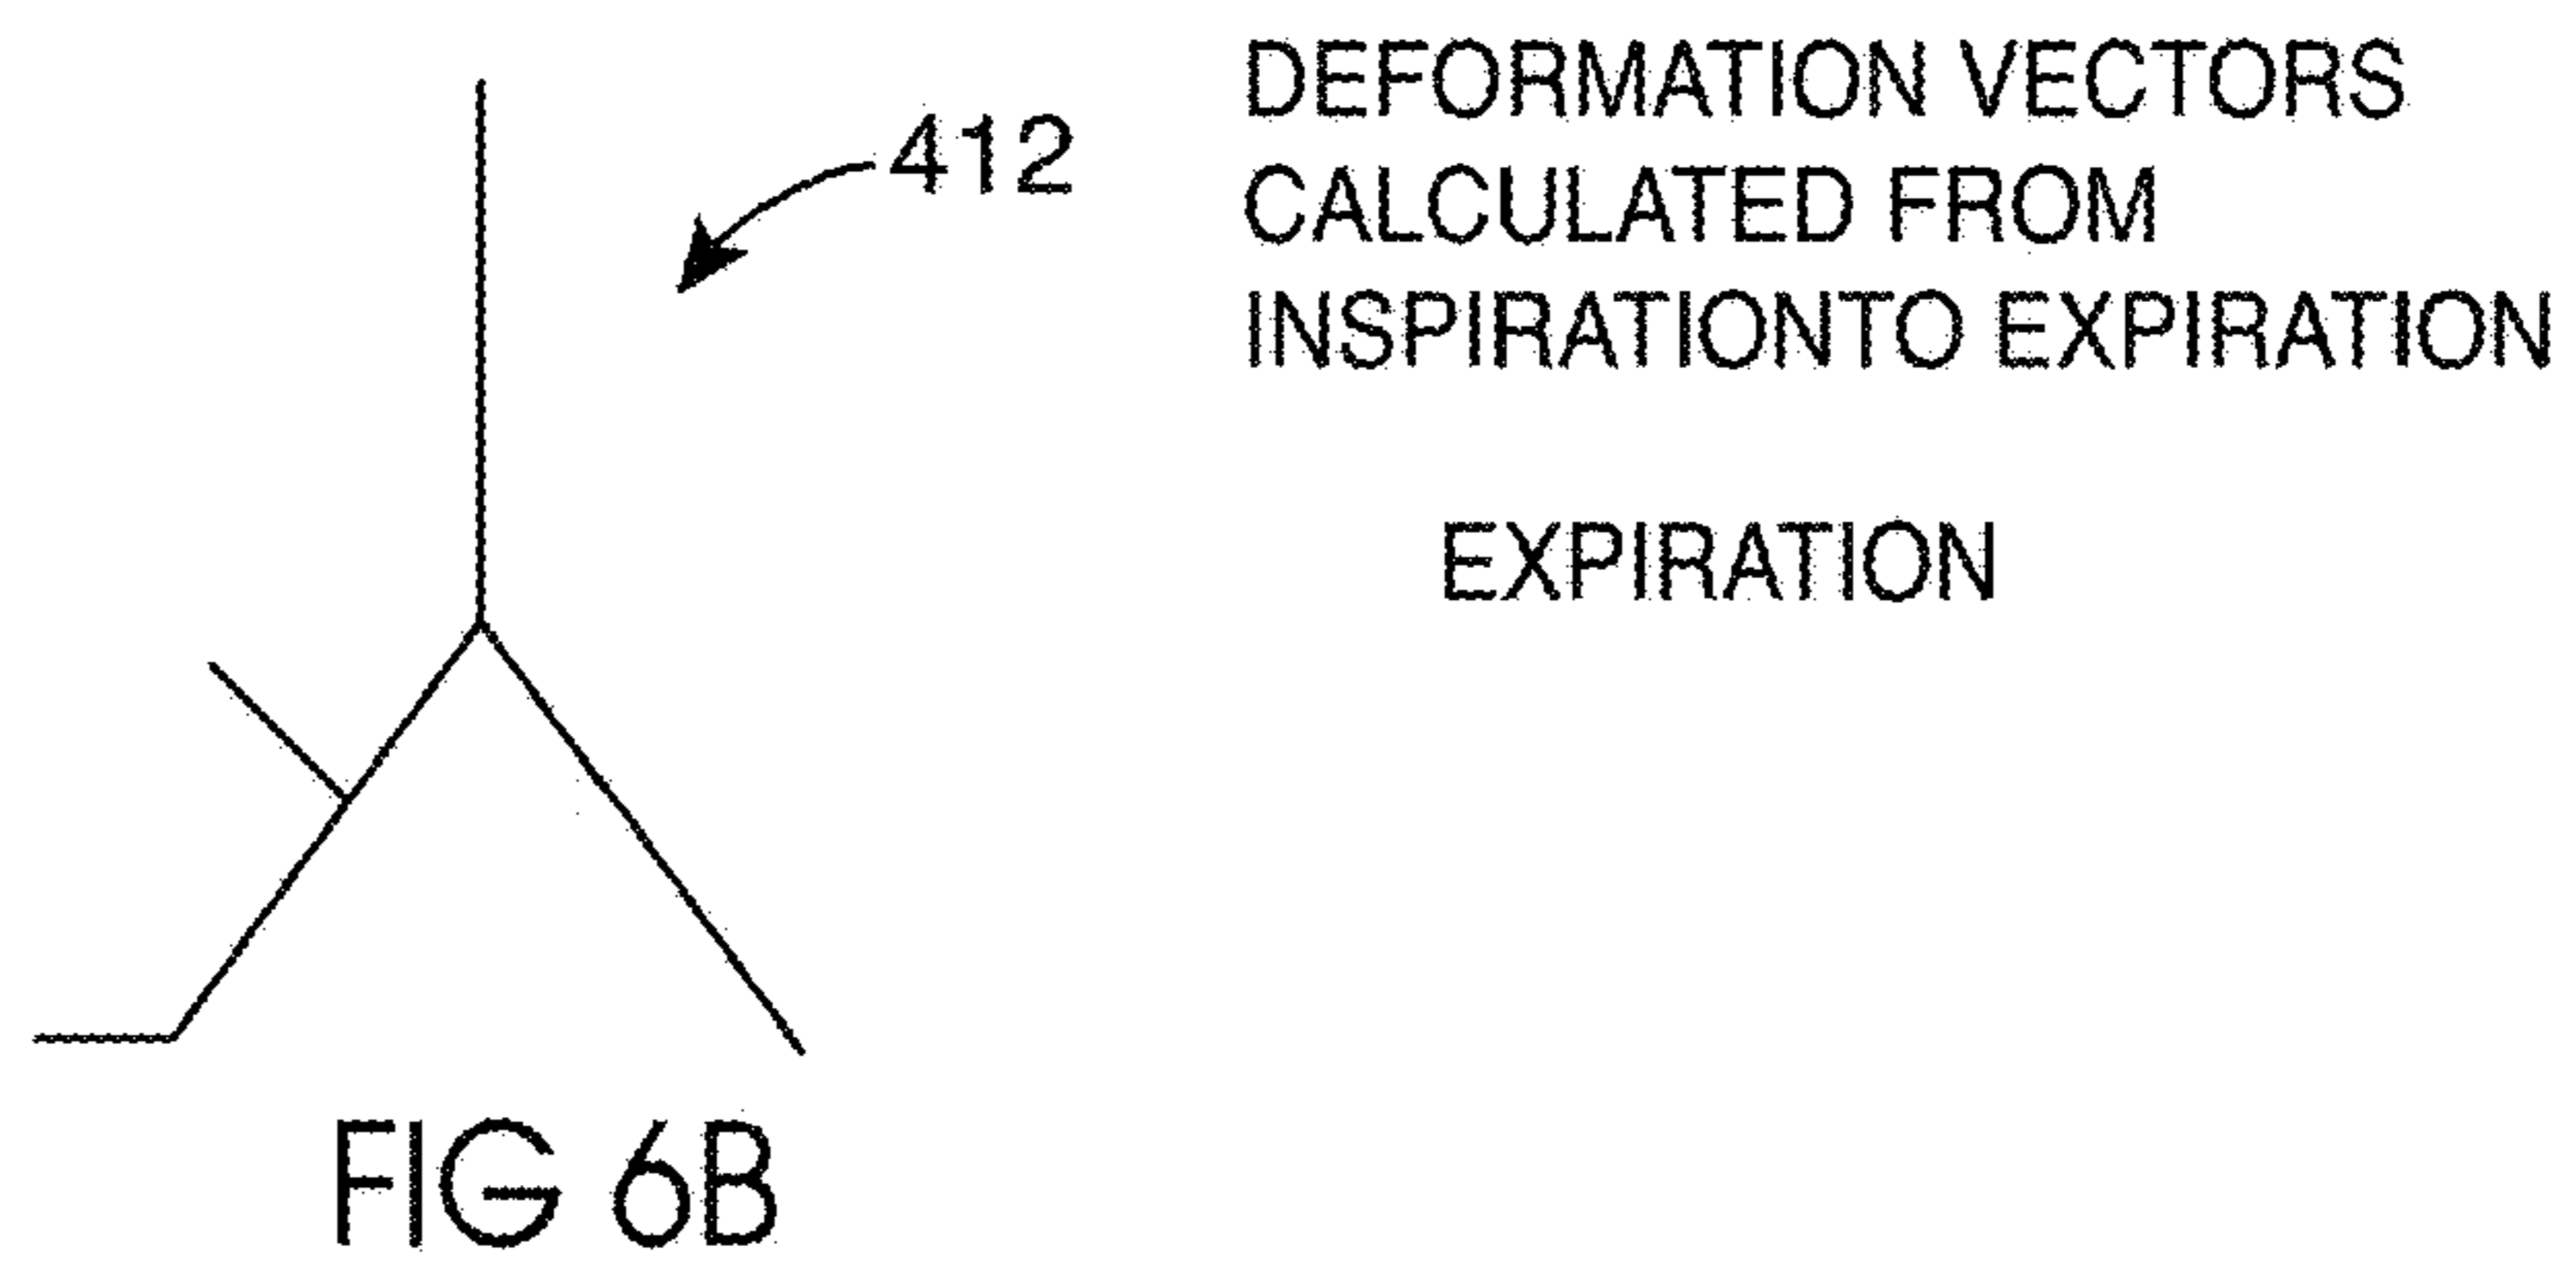 412
DEFORMATION VECTORS
CALCULATED FROM
INSPIRATIONTO EXPIRATION
EXPIRATION
FIG 6B